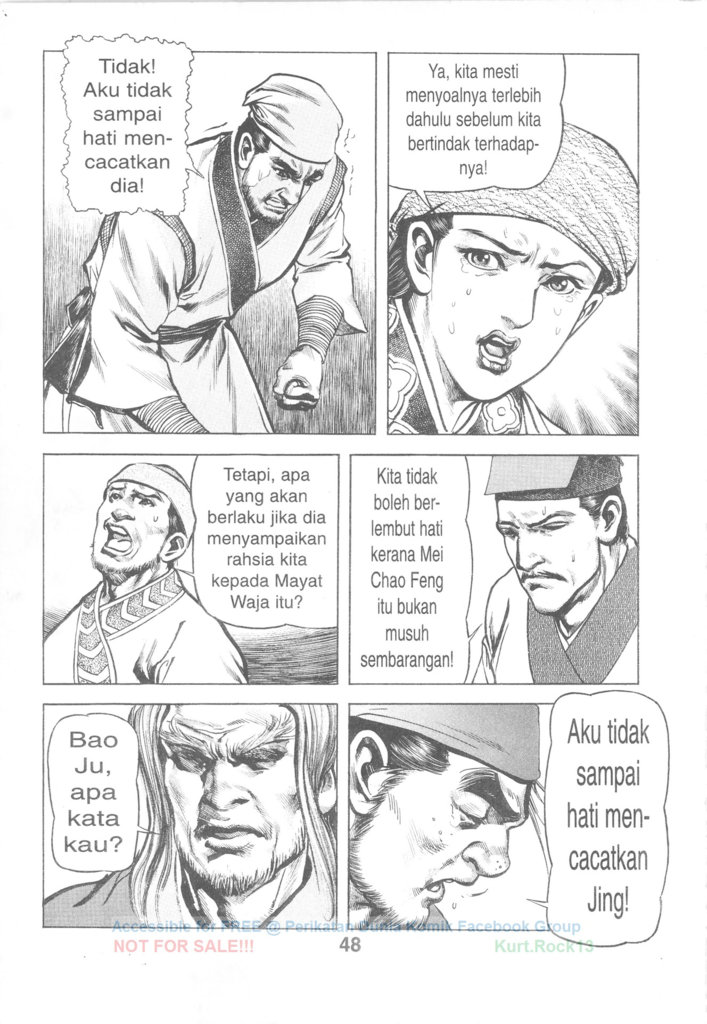 Tidak!
Aku tidak
sampai
hati men-
cacatkan
dia!
Ya, kita mesti
menyoalnya terlebih
dahulu sebelum kita
bertindak terhadap-
nya!
Tetapi, apa
yang akan
berlaku jika dia
menyampaikan
rahsia kita
kepada Mayat
Waja itu?
Kita tidak
boleh ber-
lembut hati
kerana Mei
Chao Feng
itu bukan
musuh
sembarangan!
Bao
Ju,
apa
kata
kau?
Aku tidak
sampai
hati men-
cacatkan
Jing!
Accessible for FREE @ Perikatan Dunia Komik Facebook Group
NOT FOR SALE!!!
48
Kurt.Rock13